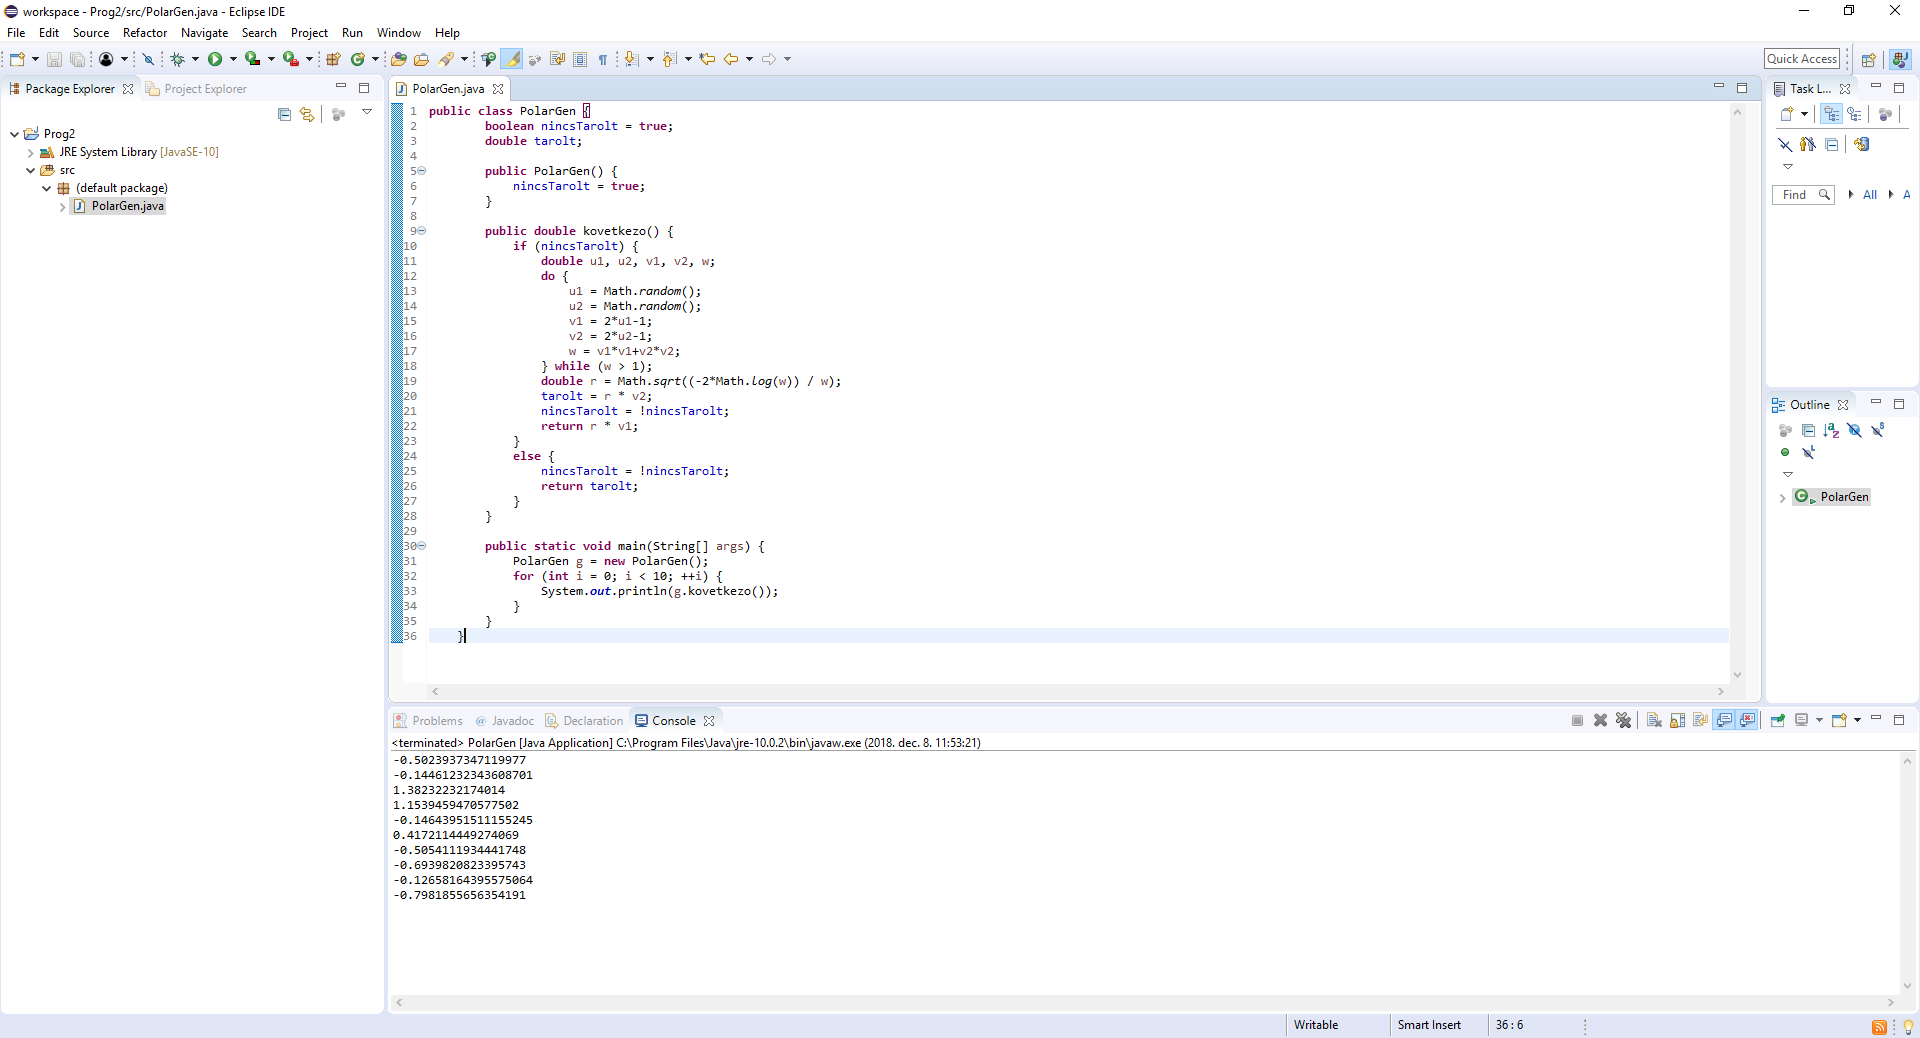 workspace - Prog2/src/PolarGen.java - Eclipse IDE
File Edit Source Refactor Navigate Search Project Run Window Help
Quick Access
Package Explorer Project Explorer
Prog2
JRE System Library [JavaSE-10]
src
(default package)
PolarGen.java
PolarGen.java
1 public class PolarGen {
2 boolean nincsTarolt = true;
3 double tarolt;
4
5 public PolarGen() {
6 nincsTarolt = true;
7 }
8
9 public double kovetkezo() {
10 if (nincsTarolt) {
11 double u1, u2, v1, v2, w;
12 do {
13 u1 = Math.random();
14 u2 = Math.random();
15 v1 = 2*u1-1;
16 v2 = 2*u2-1;
17 w = v1*v1+v2*v2;
18 } while (w > 1);
19 double r = Math.sqrt((-2*Math.log(w)) / w);
20 tarolt = r * v2;
21 nincsTarolt = !nincsTarolt;
22 return r * v1;
23 }
24 else {
25 nincsTarolt = !nincsTarolt;
26 return tarolt;
27 }
28 }
29
30 public static void main(String[] args) {
31 PolarGen g = new PolarGen();
32 for (int i = 0; i < 10; ++i) {
33 System.out.println(g.kovetkezo());
34 }
35 }
36 }
Task L...
Find All A
Outline
PolarGen
Problems @ Javadoc Declaration Console
<terminated> PolarGen [Java Application] C:\Program Files\Java\jre-10.0.2\bin\javaw.exe (2018. dec. 8. 11:53:21)
-0.5023937347119977
-0.14461232343608701
1.38232232174014
1.1539459470577502
-0.14643951511155245
0.4172114449274069
-0.5054111934441748
-0.6939820823395743
-0.12658164395575064
-0.7981855656354191
Writable Smart Insert 36 : 6